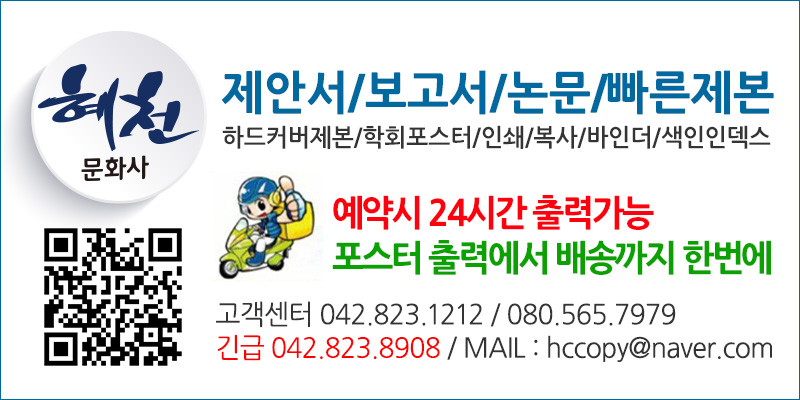 혜천
문화사
제안서/보고서/논문/빠른제본
하드커버제본/학회포스터/인쇄/복사/바인더/색인인덱스
예약시 24시간 출력가능
포스터 출력에서 배송까지 한번에
고객센터 042.823.1212 / 080.565.7979
긴급 042.823.8908 / MAIL : hccopy@naver.com